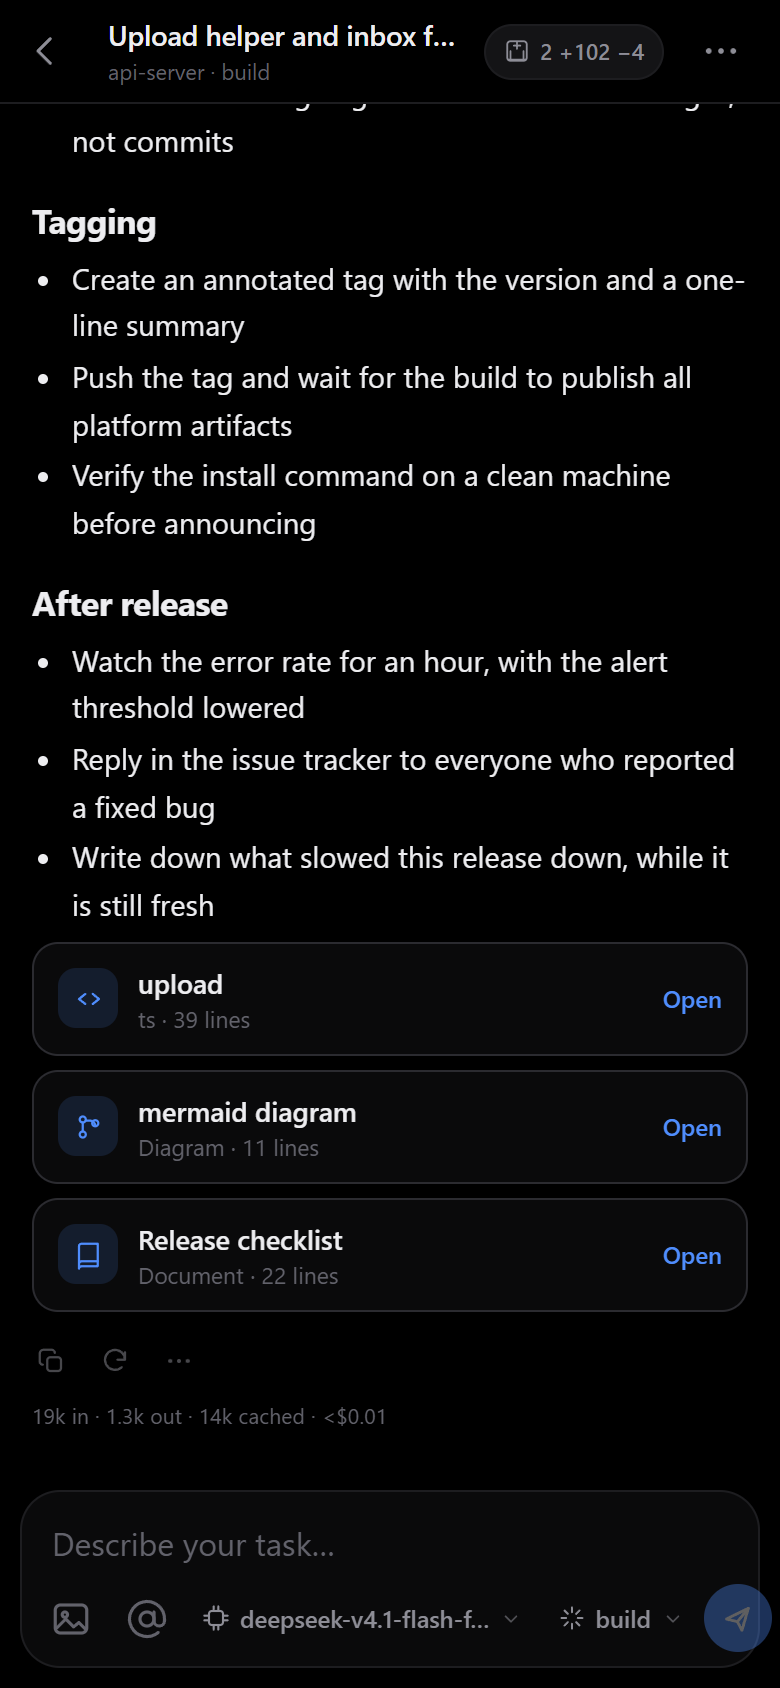 Upload helper and inbox f...
api-server · build
2 +102 −4
not commits
Tagging
• Create an annotated tag with the version and a one-
line summary
• Push the tag and wait for the build to publish all
platform artifacts
• Verify the install command on a clean machine
before announcing
After release
• Watch the error rate for an hour, with the alert
threshold lowered
• Reply in the issue tracker to everyone who reported
a fixed bug
• Write down what slowed this release down, while it
is still fresh
upload
ts · 39 lines
Open
mermaid diagram
Diagram · 11 lines
Open
Release checklist
Document · 22 lines
Open
19k in · 1.3k out · 14k cached · <$0.01
Describe your task...
deepseek-v4.1-flash-f...
build